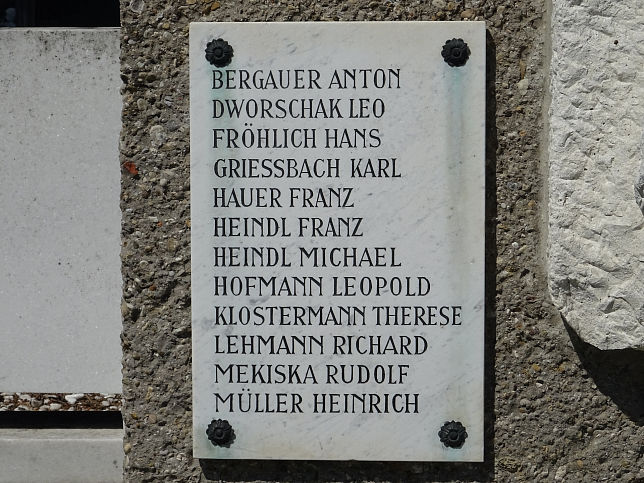 BERGAUER ANTON
DWORSCHAK LEO
FRÖHLICH HANS
GRIESSBACH KARL
HAUER FRANZ
HEINDL FRANZ
HEINDL MICHAEL
HOFMANN LEOPOLD
KLOSTERMANN THERESE
LEHMANN RICHARD
MEKISKA RUDOLF
MÜLLER HEINRICH